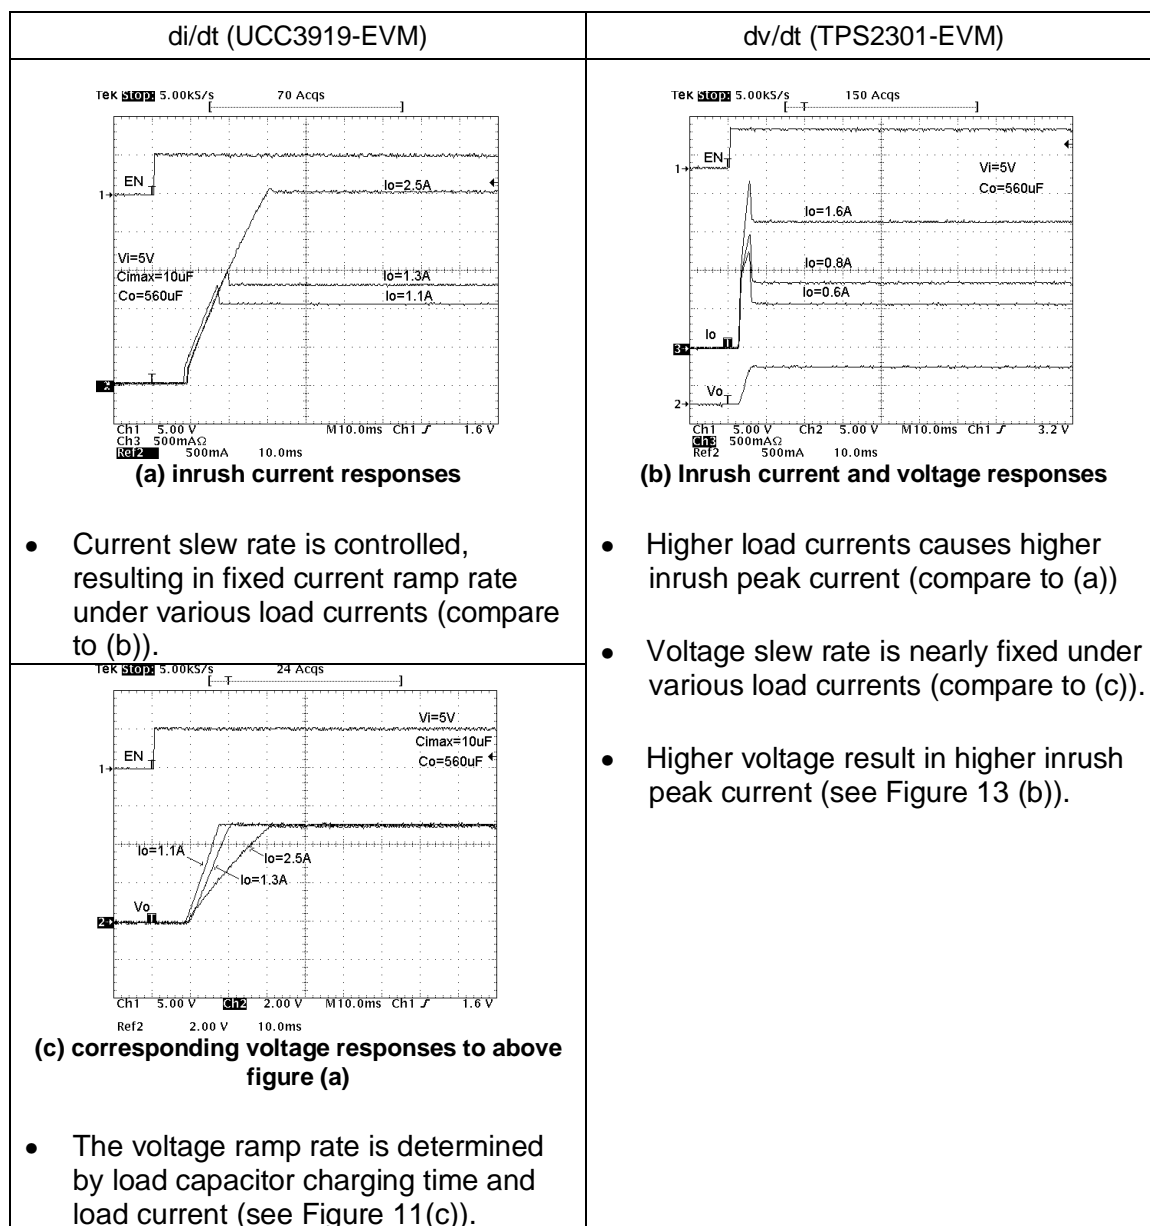 di/dt (UCC3919-EVM)
dv/dt (TPS2301-EVM)
Tek Stop: 5.00kS/s 70 Acqs
EN
1→
Io=2.5A
Vi=5V
Cimax=10uF
Co=560uF
Io=1.3A
Io=1.1A
Ch1 5.00 V M10.0ms Ch1 1.6 V
Ch3 500mAΩ
Ref2 500mA 10.0ms
(a) inrush current responses
• Current slew rate is controlled,
resulting in fixed current ramp rate
under various load currents (compare
to (b)).
Tek Stop: 5.00kS/s 24 Acqs
Vi=5V
Cimax=10uF
Co=560uF
EN
1→
Io=1.1A
Io=2.5A
Io=1.3A
Vo
2→
Ch1 5.00 V Ch2 2.00 V M10.0ms Ch1 1.6 V
Ref2 2.00 V 10.0ms
(c) corresponding voltage responses to above
figure (a)
• The voltage ramp rate is determined
by load capacitor charging time and
load current (see Figure 11(c)).
Tek Stop: 5.00kS/s 150 Acqs
EN
1→
Vi=5V
Co=560uF
Io=1.6A
Io=0.8A
Io=0.6A
Io
3→
Vo
2→
Ch1 5.00 V Ch2 5.00 V M10.0ms Ch1 3.2 V
Ch3 500mAΩ
Ref2 500mA 10.0ms
(b) Inrush current and voltage responses
• Higher load currents causes higher
inrush peak current (compare to (a))
• Voltage slew rate is nearly fixed under
various load currents (compare to (c)).
• Higher voltage result in higher inrush
peak current (see Figure 13 (b)).